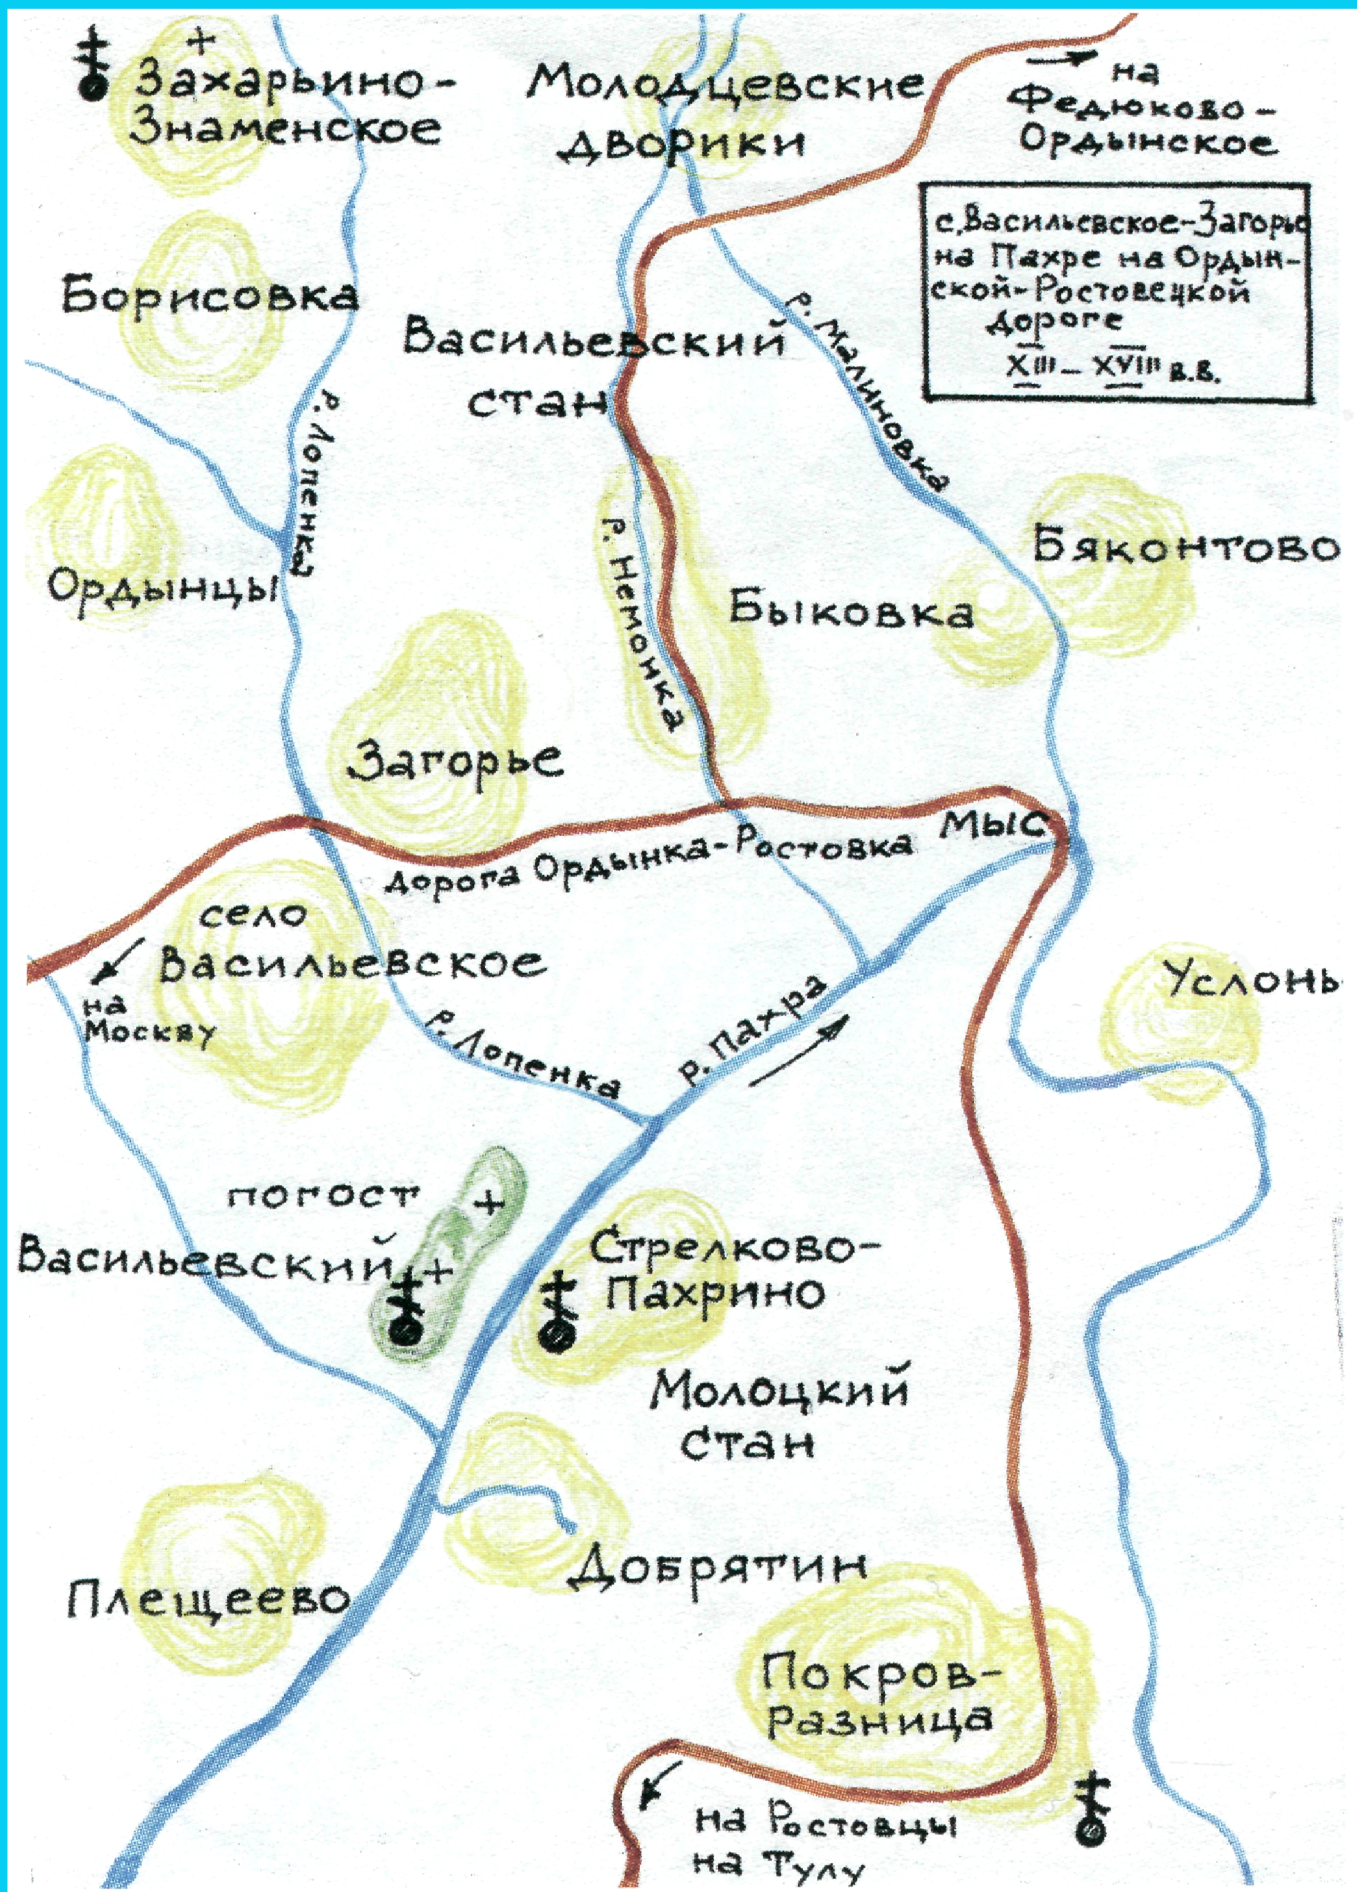 Захарьино-
Знаменское
Молодцевские
дворики
на
Федюково-
Ордынское
с. Васильевское-Загорье
на Пахре на Ордын-
ской-Ростовецкой
дороге
XIII – XVIII в.в.
Борисовка
Васильевский
стан
р. Малиновка
р. Лопенка
Ордынцы
р. Немонка
Быковка
Бяконтово
Загорье
дорога Ордынка-Ростовка
мыс
село
Васильевское
на
Москву
р. Лопенка
р. Пахра
Услонь
погост
Васильевский
Стрелково-
Пахрино
Молоцкий
стан
Плещеево
Добрятин
Покров-
Разница
на Ростовцы
на Тулу